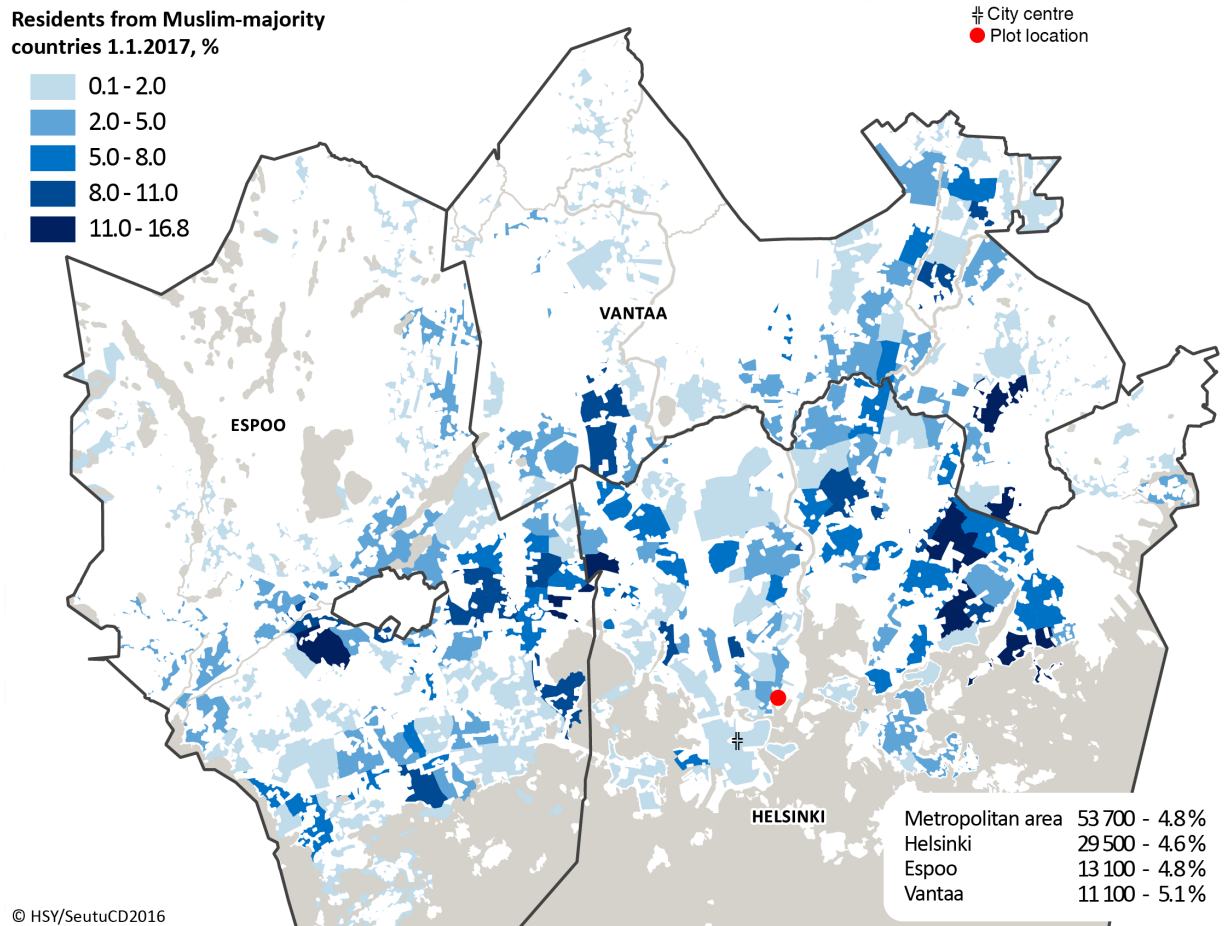 Residents from Muslim-majority
countries 1.1.2017, %
0.1 - 2.0
2.0 - 5.0
5.0 - 8.0
8.0 - 11.0
11.0 - 16.8
City centre
Plot location
VANTAA
ESPOO
HELSINKI
Metropolitan area 53 700 - 4.8 %
Helsinki 29 500 - 4.6 %
Espoo 13 100 - 4.8 %
Vantaa 11 100 - 5.1 %
© HSY/SeutuCD2016